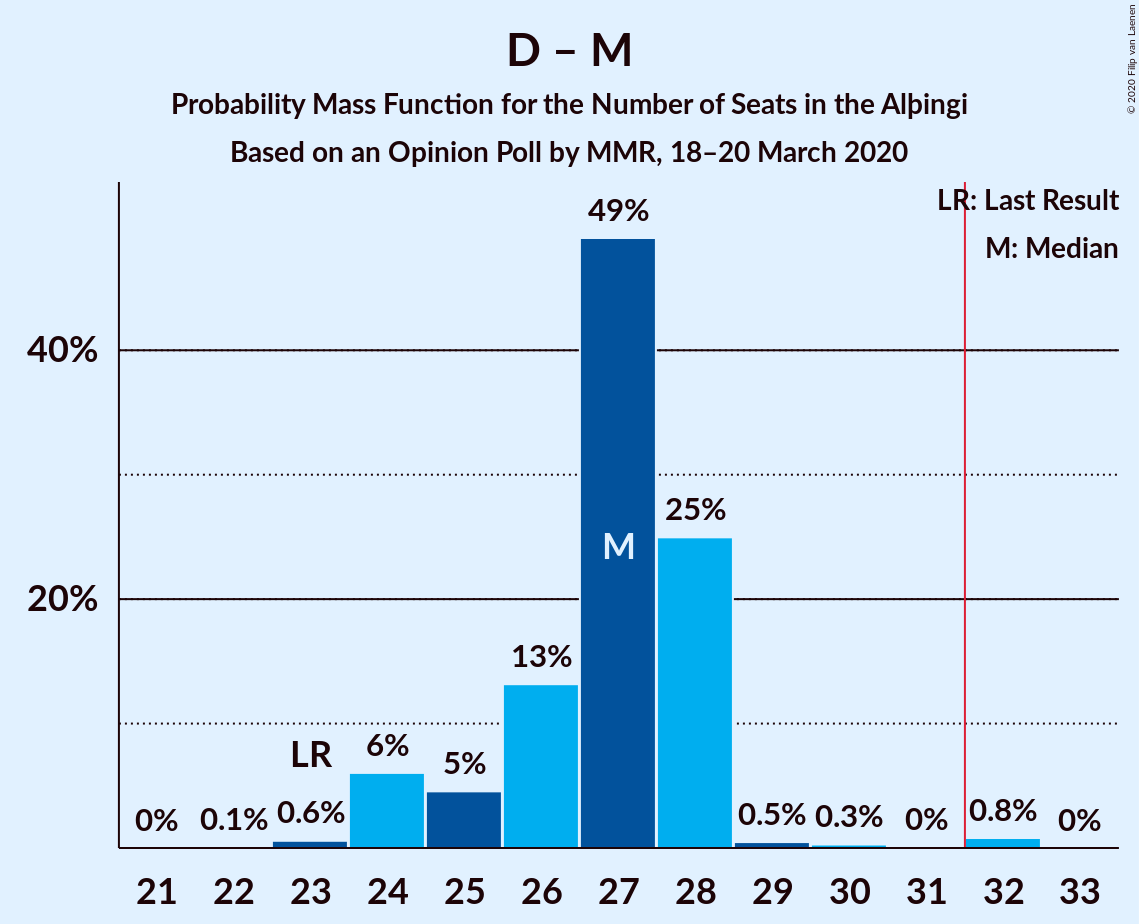 D – M
Probability Mass Function for the Number of Seats in the Alþingi
Based on an Opinion Poll by MMR, 18–20 March 2020
© 2020 Filip van Laenen
LR: Last Result
M: Median
49%
40%
25%
M
20%
13%
LR
6%
5%
0%
0.1%
0.6%
0.5%
0.3%
0%
0.8%
0%
21 22 23 24 25 26 27 28 29 30 31 32 33